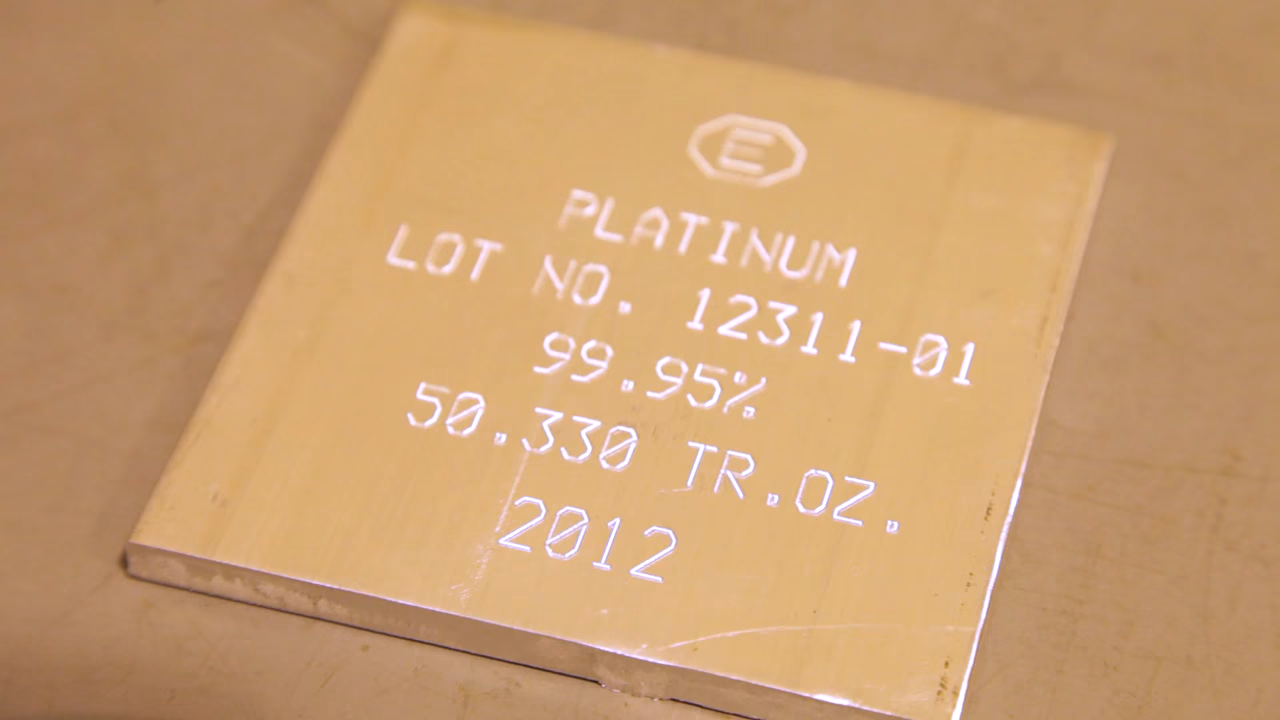 E
PLATINUM
LOT NO. 12311-01
99.95%
50.330 TR.OZ.
2012